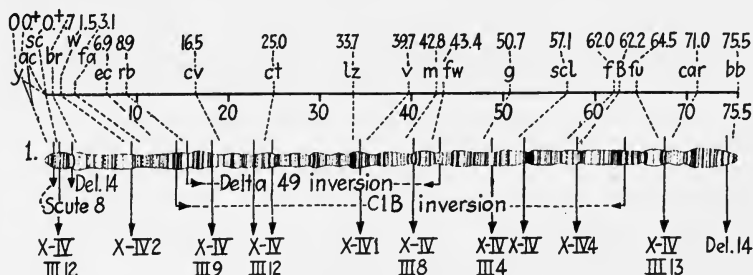 0 0.+ 0.+ .7 1.5 3.1 6.9 8.9 16.5 25.0 33.7 39.7 42.8 43.4 50.7 57.1 62.0 62.2 64.5 71.0 75.5
y ac sc br w fa ec rb cv ct lz v m fw g scl f B fu car bb
10 20 30 40 50 60 70 75.5
1.
Del.14 Delta 49 inversion
Scute 8 C1B inversion
X-IV X-IV2 X-IV X-IV X-IV1 X-IV X-IV X-IV X-IV4 X-IV Del.14
III12 III9 III12 III8 III4 III13